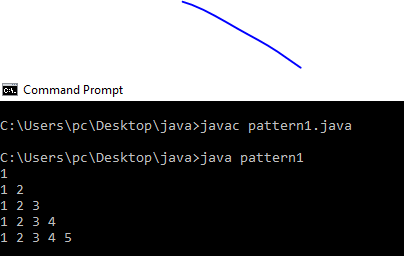 Command Prompt
C:\Users\pc\Desktop\java>javac pattern1.java
C:\Users\pc\Desktop\java>java pattern1
1
1 2
1 2 3
1 2 3 4
1 2 3 4 5